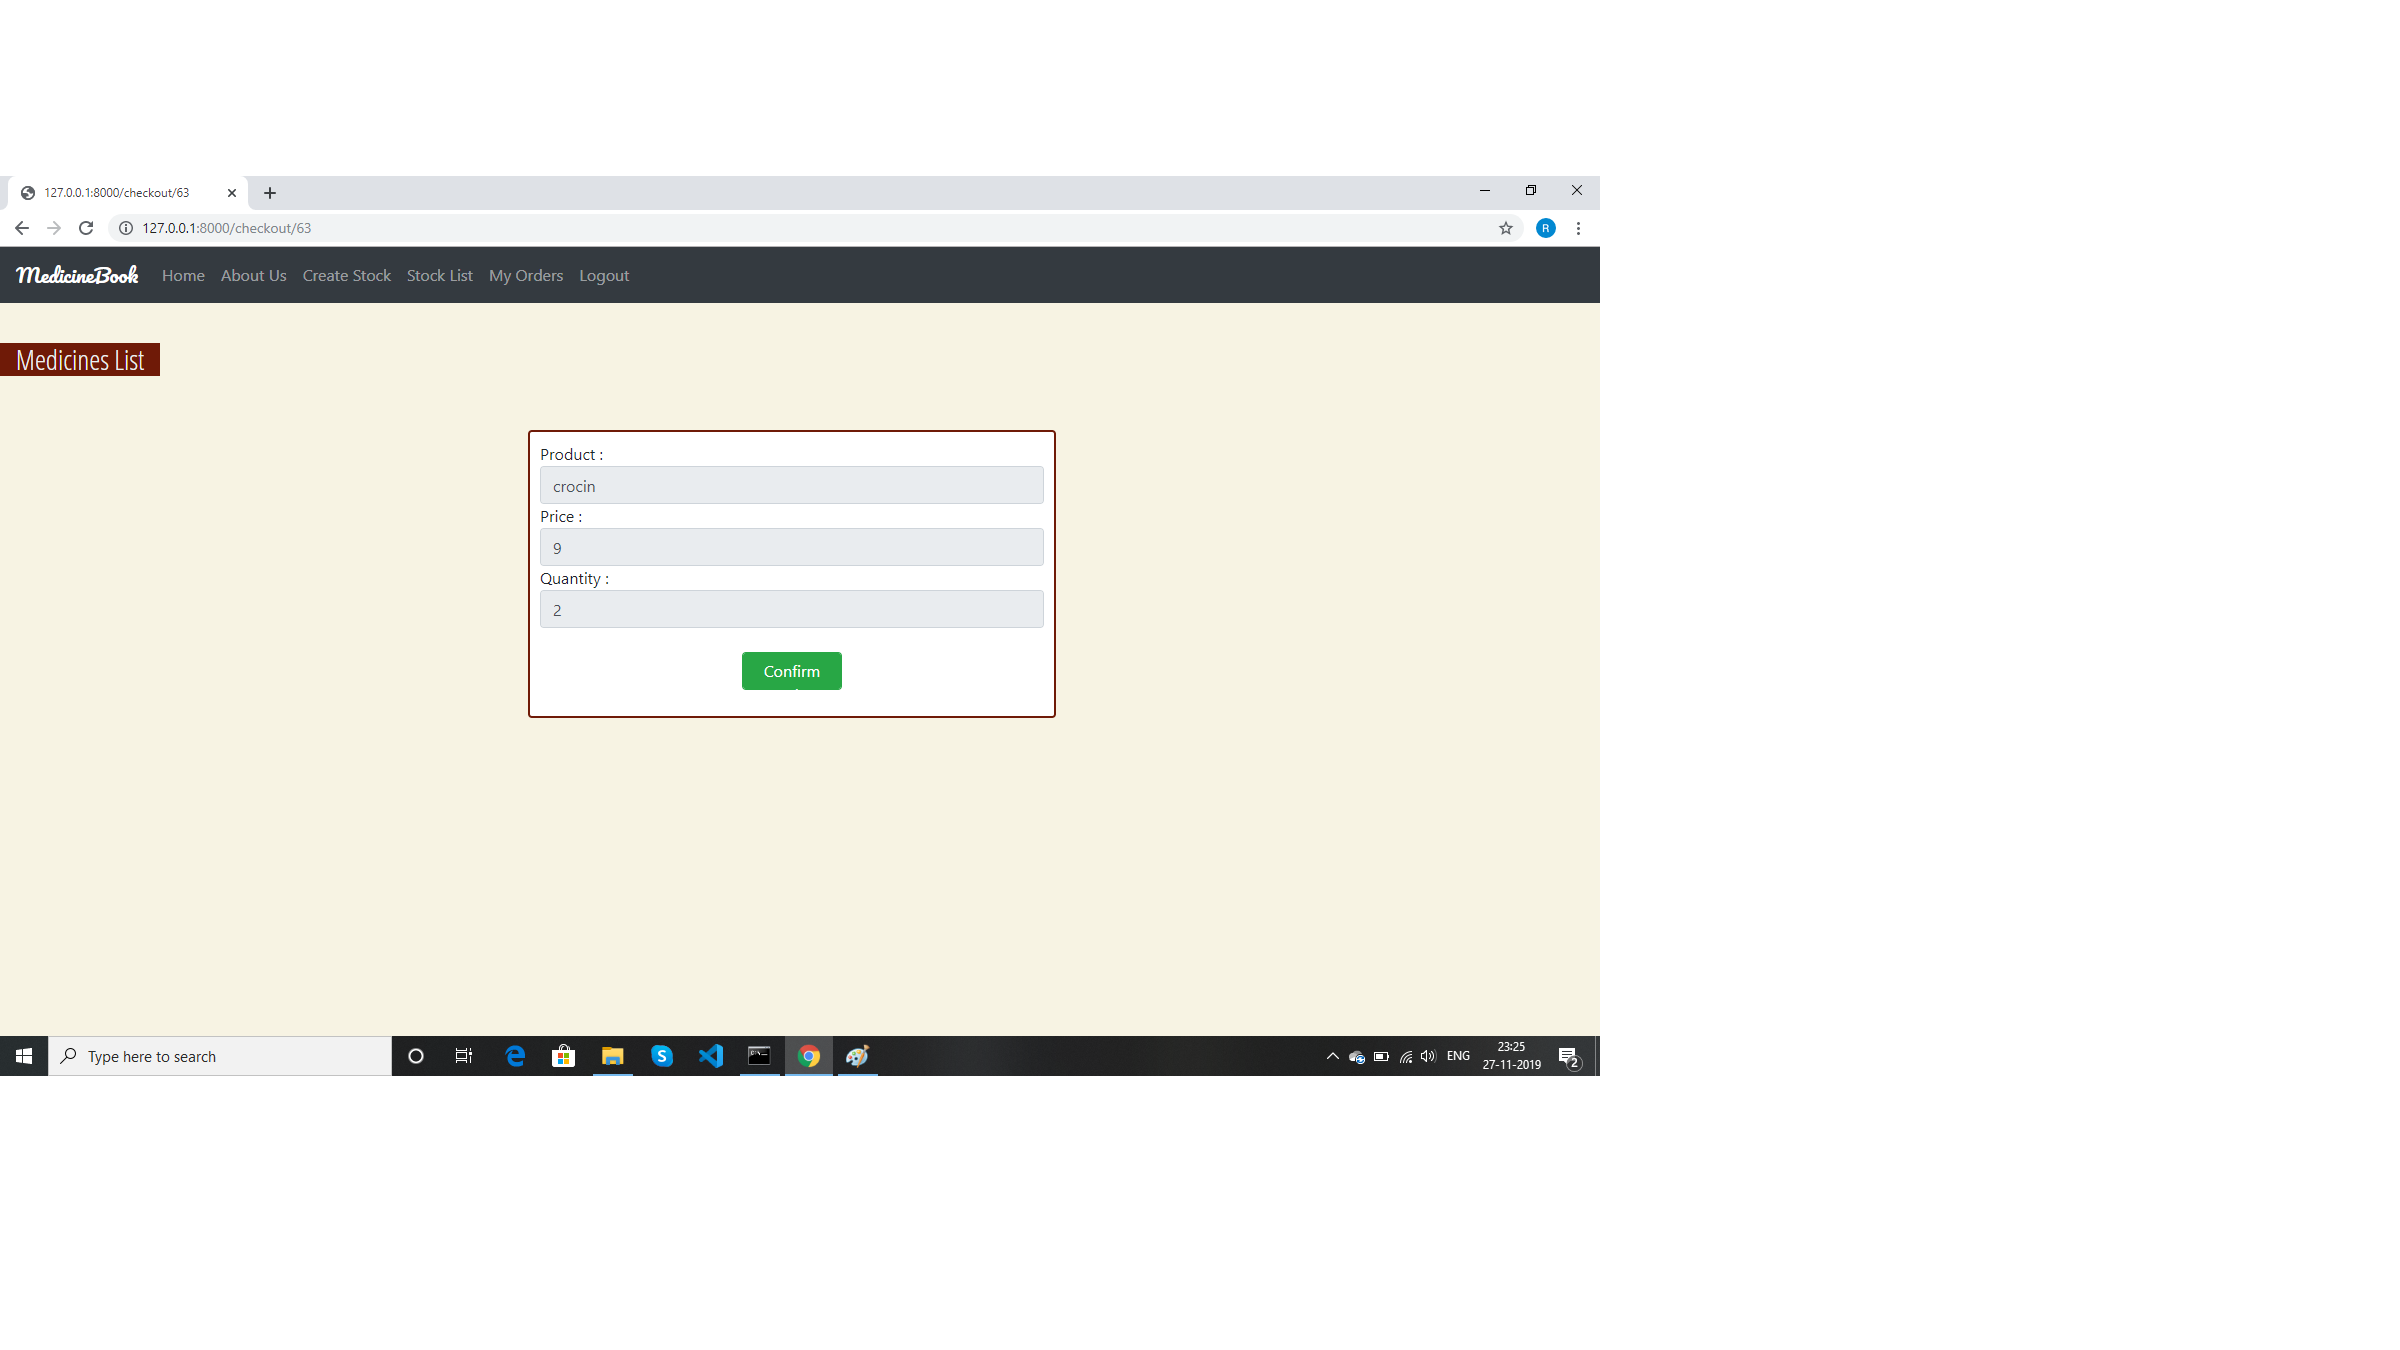 127.0.0.1:8000/checkout/63
127.0.0.1:8000/checkout/63
R
MedicineBook Home About Us Create Stock Stock List My Orders Logout
Medicines List
Product :
crocin
Price :
9
Quantity :
2
Confirm
Type here to search
ENG
23:25
27-11-2019
2